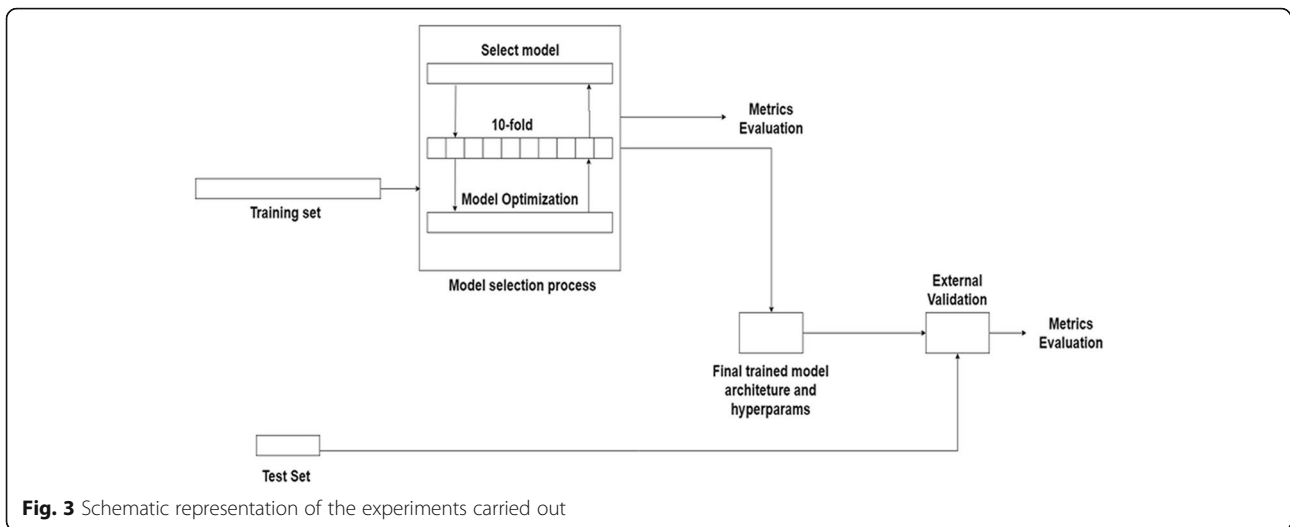 Select model
10-fold
Model Optimization
Model selection process
Training set
Metrics
Evaluation
Final trained model
architeture and
hyperparams
External
Validation
Metrics
Evaluation
Test Set
Fig. 3 Schematic representation of the experiments carried out